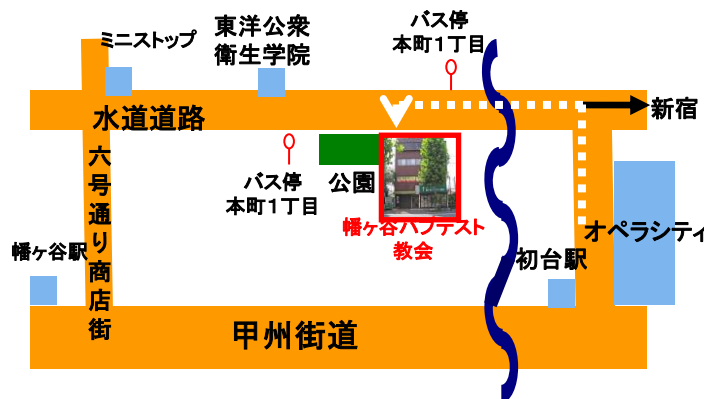 ミニストップ
東洋公衆
衛生学院
バス停
本町1丁目
新宿
水道道路
六号通り商店街
バス停
本町1丁目
公園
幡ヶ谷バプテスト
教会
オペラシティ
幡ヶ谷駅
初台駅
甲州街道